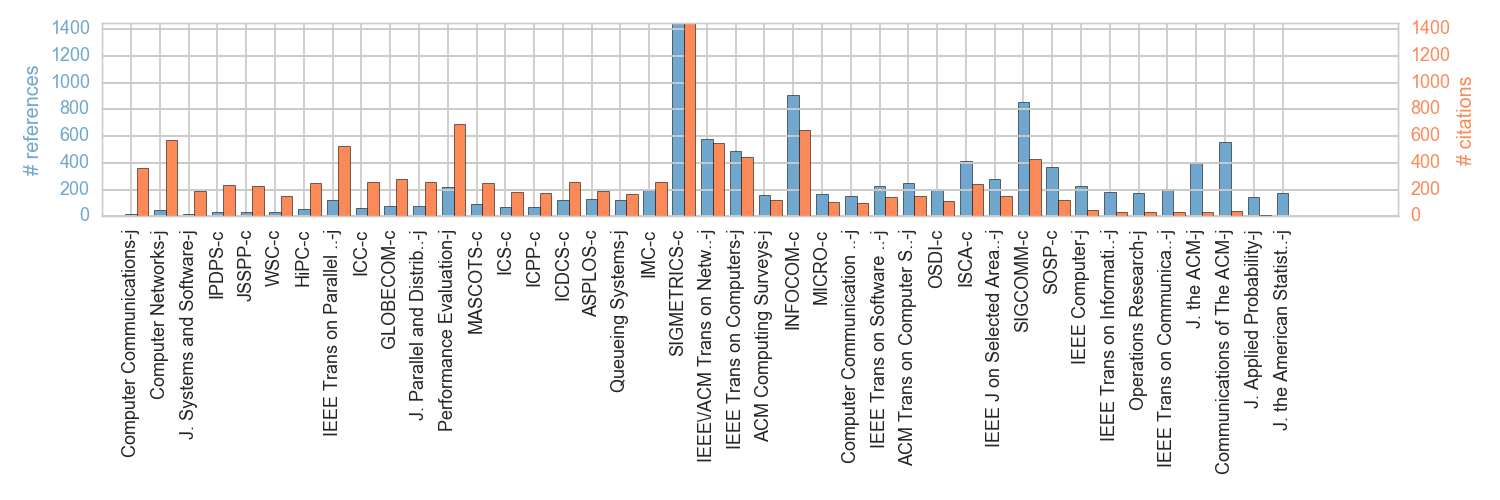 # references
1400
1200
1000
800
600
400
200
0
1400
1200
1000
800
600
400
200
0
# citations
Computer Communications-j
Computer Networks-j
J. Systems and Software-j
IPDPS-c
JSSPP-c
WSC-c
HiPC-c
IEEE Trans on Parallel ..-j
ICC-c
GLOBECOM-c
J. Parallel and Distrib..-j
Performance Evaluation-j
MASCOTS-c
ICS-c
ICPP-c
ICDCS-c
ASPLOS-c
Queueing Systems-j
IMC-c
SIGMETRICS-c
IEEE\/ACM Trans on Netw..-j
IEEE Trans on Computers-j
ACM Computing Surveys-j
INFOCOM-c
MICRO-c
Computer Communication ..-j
IEEE Trans on Software ..-j
ACM Trans on Computer S..-j
OSDI-c
ISCA-c
IEEE J on Selected Area..-j
SIGCOMM-c
SOSP-c
IEEE Computer-j
IEEE Trans on Informati..-j
Operations Research-j
IEEE Trans on Communica..-j
J. the ACM-j
Communications of The ACM-j
J. Applied Probability-j
J. the American Statist..-j